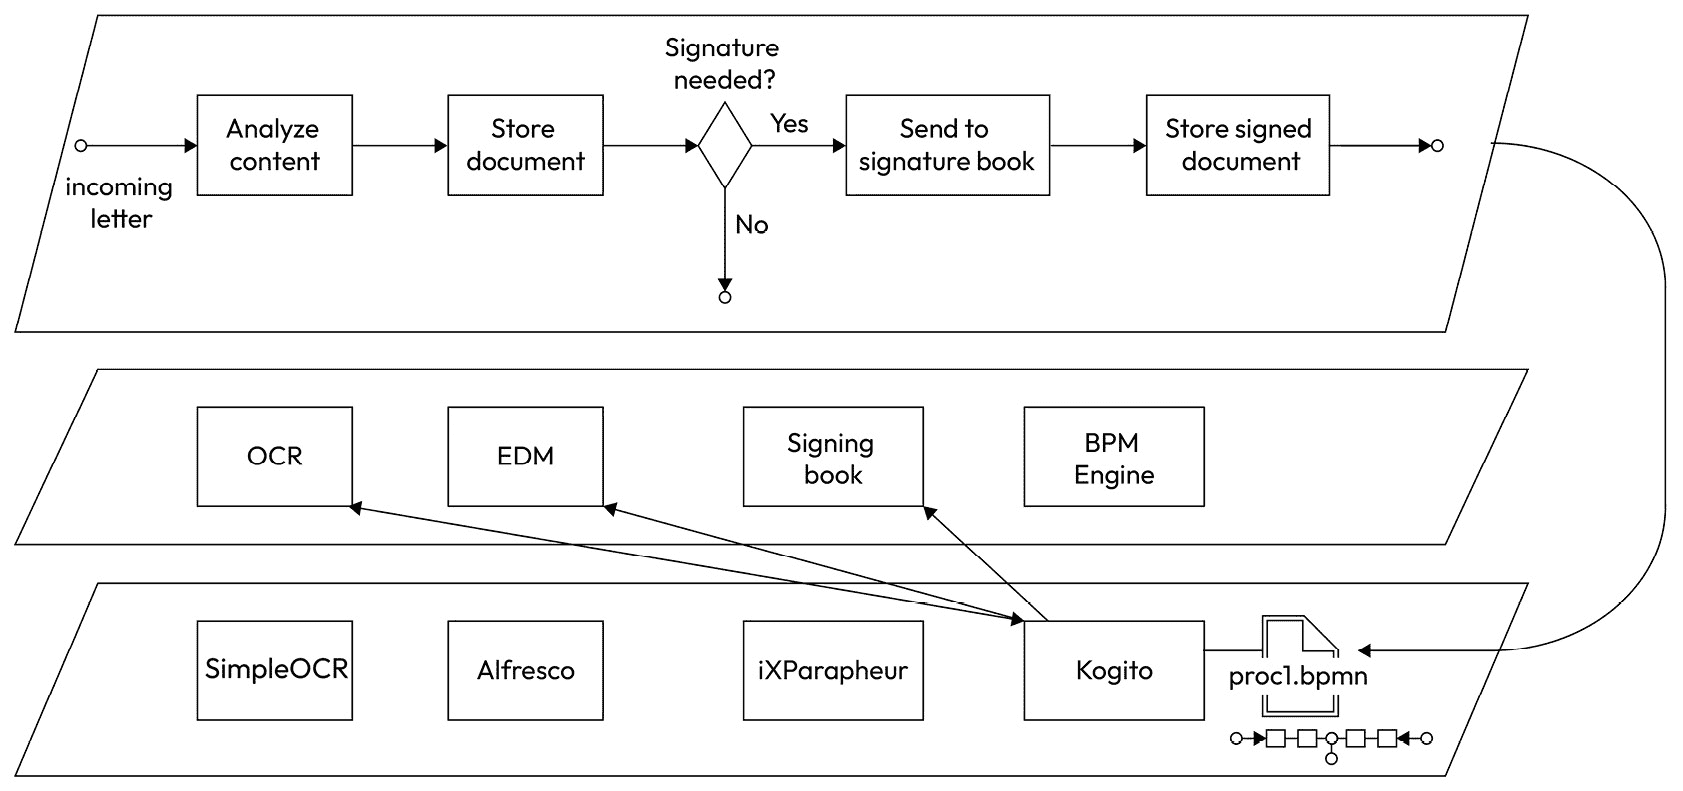 Signature
needed?
Analyze
content
Store
document
Yes
Send to
signature book
Store signed
document
incoming
letter
No
OCR
EDM
Signing
book
BPM
Engine
SimpleOCR
Alfresco
iXParapheur
Kogito
proc1.bpmn